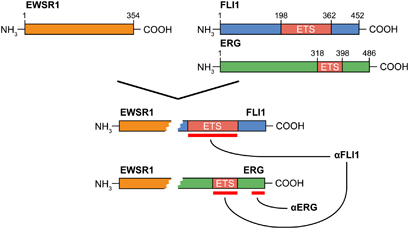 EWSR1
1 354
NH3 COOH
FLI1
1 198 362 452
NH3 ETS COOH
ERG
1 318 398 486
NH3 ETS COOH
EWSR1 FLI1
NH3 ETS COOH
αFLI1
EWSR1 ERG
NH3 ETS COOH
αERG